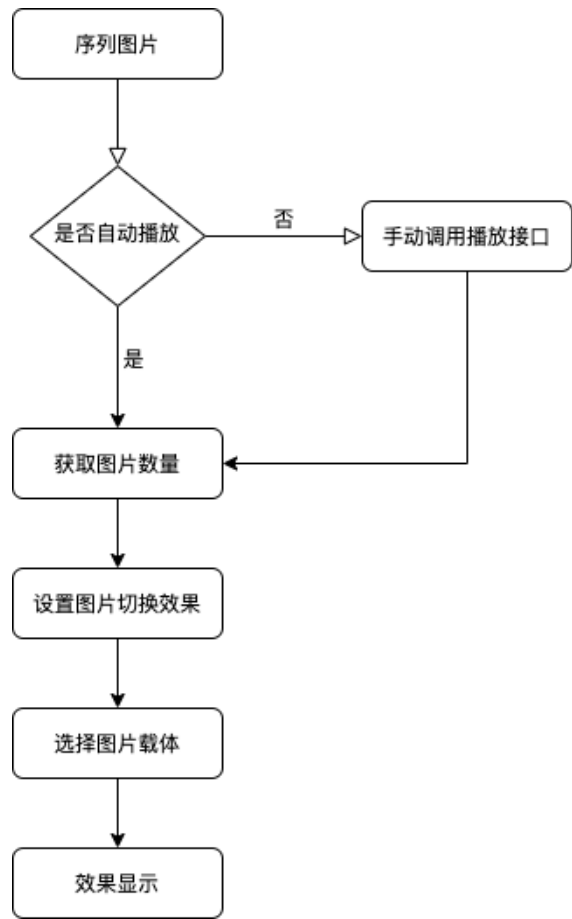 序列图片
是否自动播放
否
手动调用播放接口
是
获取图片数量
设置图片切换效果
选择图片载体
效果显示